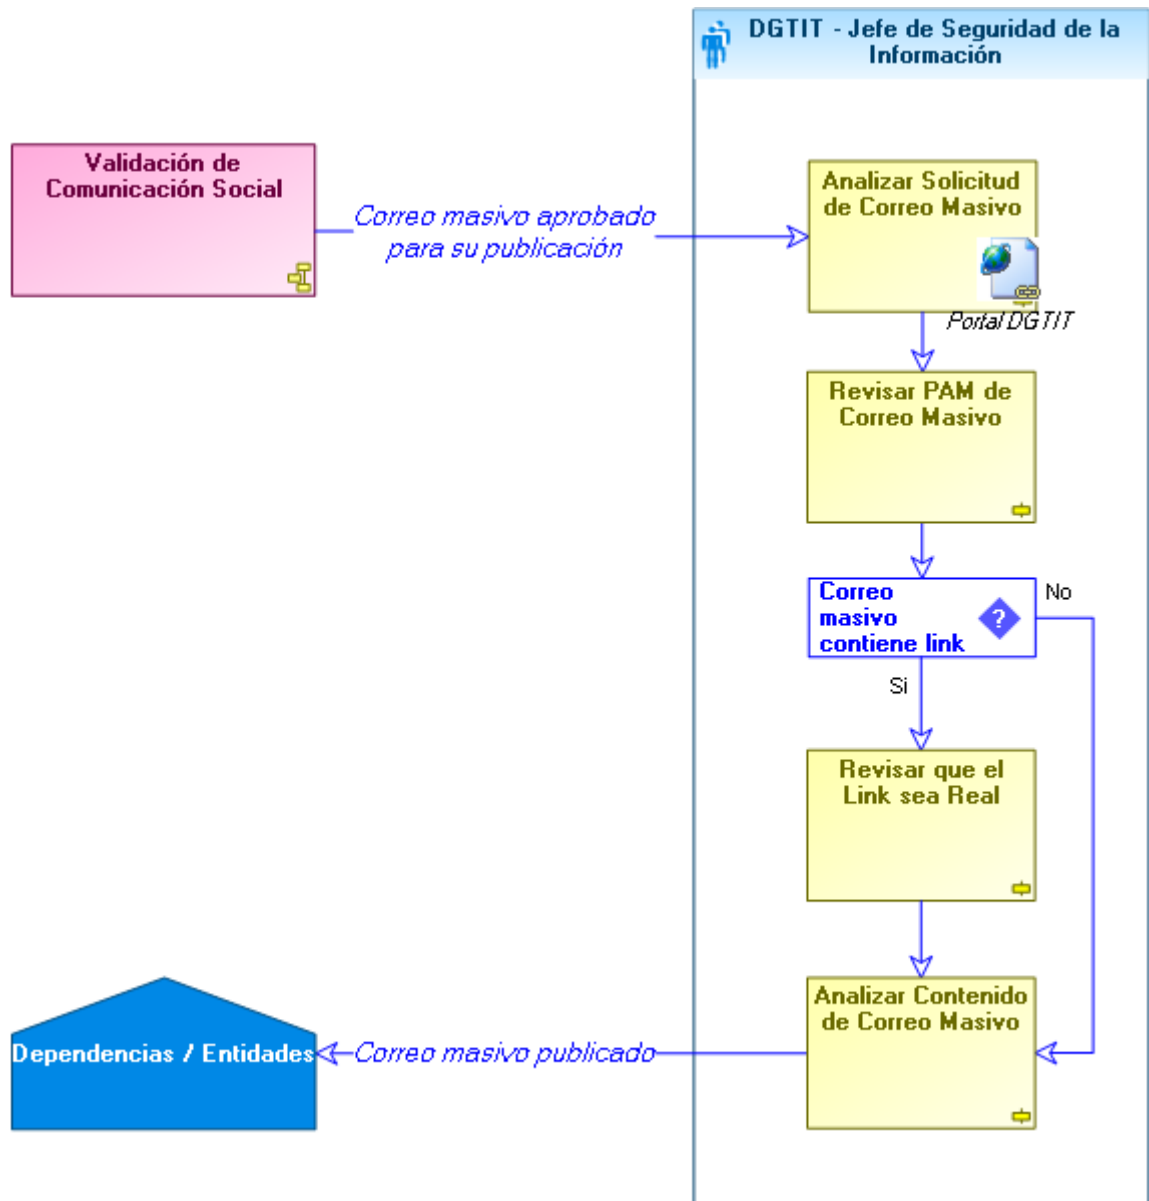 DGTIT - Jefe de Seguridad de la
Información
Validación de
Comunicación Social
Correo masivo aprobado
para su publicación
Analizar Solicitud
de Correo Masivo
Portal DGTIT
Revisar PAM de
Correo Masivo
Correo
masivo
contiene link
?
No
Si
Revisar que el
Link sea Real
Analizar Contenido
de Correo Masivo
Correo masivo publicado
Dependencias / Entidades